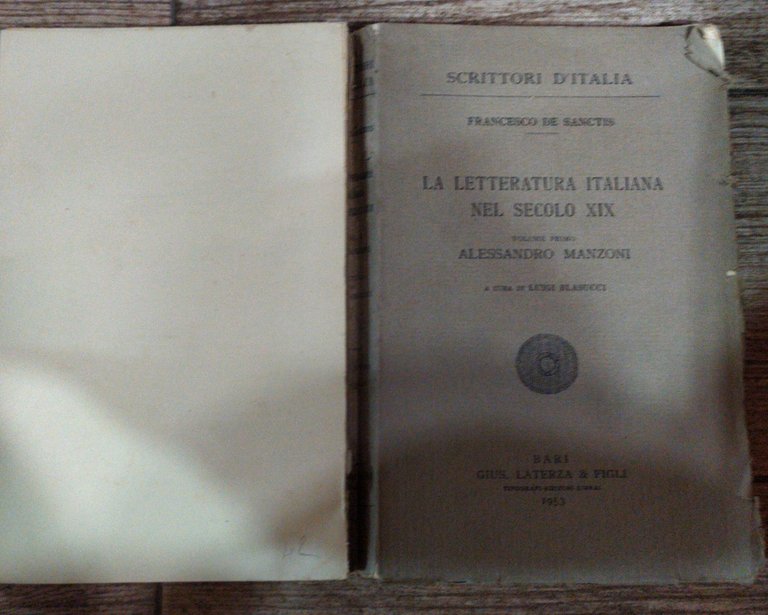 SCRITTORI D'ITALIA
FRANCESCO DE SANCTIS
LA LETTERATURA ITALIANA
NEL SECOLO XIX
VOLUME PRIMO
ALESSANDRO MANZONI
A CURA DI LUIGI BLASUCCI
BARI
GIUS. LATERZA & FIGLI
TIPOGRAFI-EDITORI-LIBRAI
1953